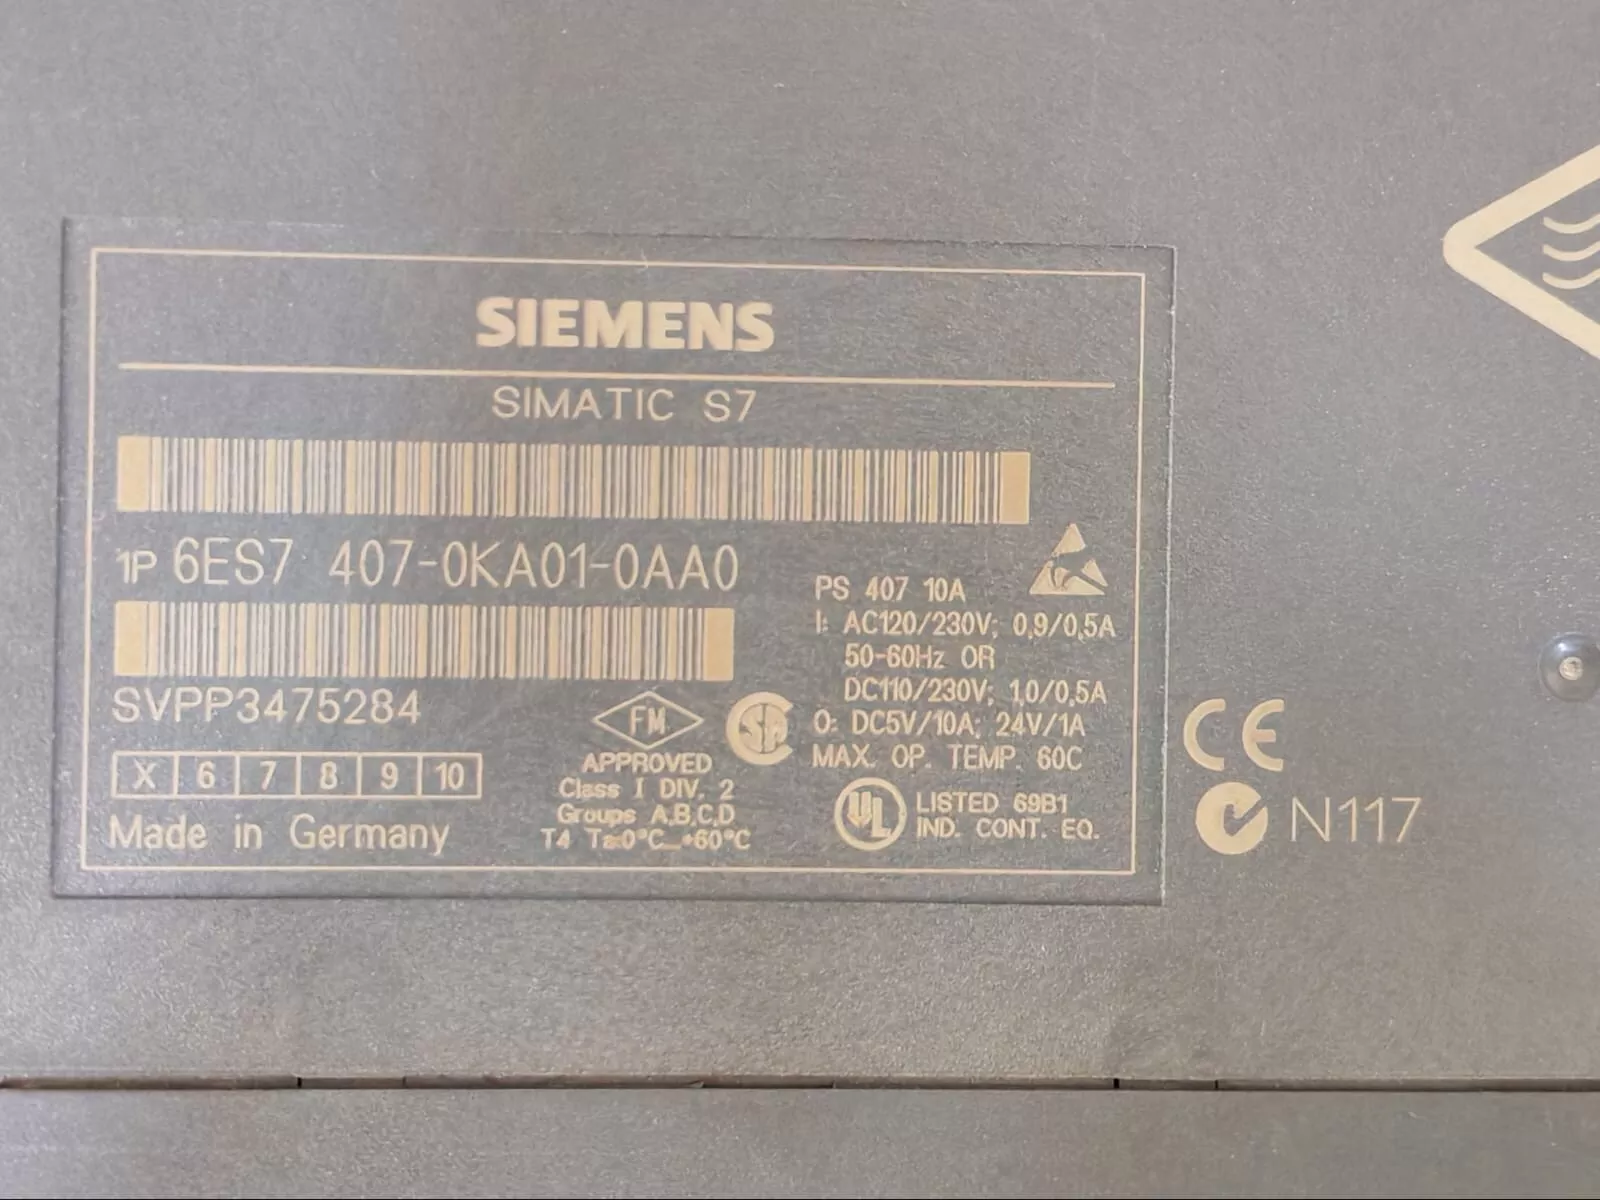 SIEMENS
SIMATIC S7
1P 6ES7 407-0KA01-0AA0
SVPP3475284
X 6 7 8 9 10
Made in Germany
FM
APPROVED
Class I DIV. 2
Groups A,B,C,D
T4 Ta=0°C...+60°C
PS 407 10A
I: AC120/230V; 0,9/0,5A
50-60Hz OR
DC110/230V; 1,0/0,5A
O: DC5V/10A; 24V/1A
MAX. OP. TEMP. 60C
SA
UL
LISTED 69B1
IND. CONT. EQ.
CE
N117